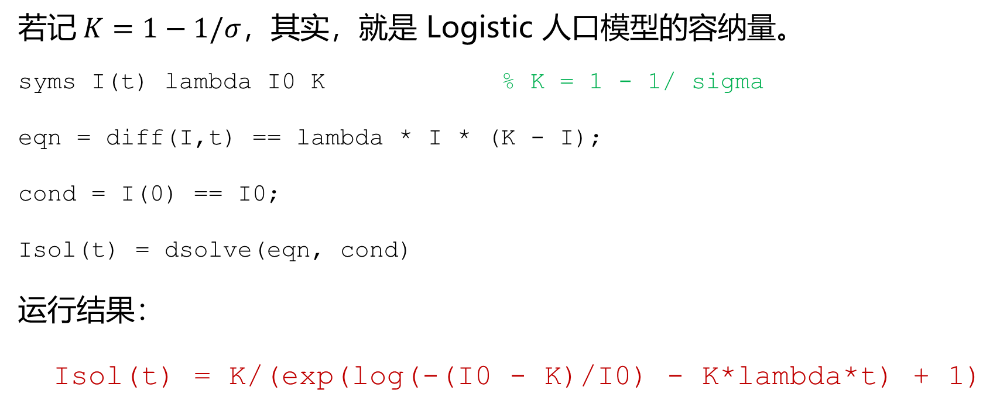 若记 K = 1 − 1/σ，其实，就是 Logistic 人口模型的容纳量。
syms I(t) lambda I0 K % K = 1 - 1/ sigma
eqn = diff(I,t) == lambda * I * (K - I);
cond = I(0) == I0;
Isol(t) = dsolve(eqn, cond)
运行结果：
Isol(t) = K/(exp(log(-(I0 - K)/I0) - K*lambda*t) + 1)